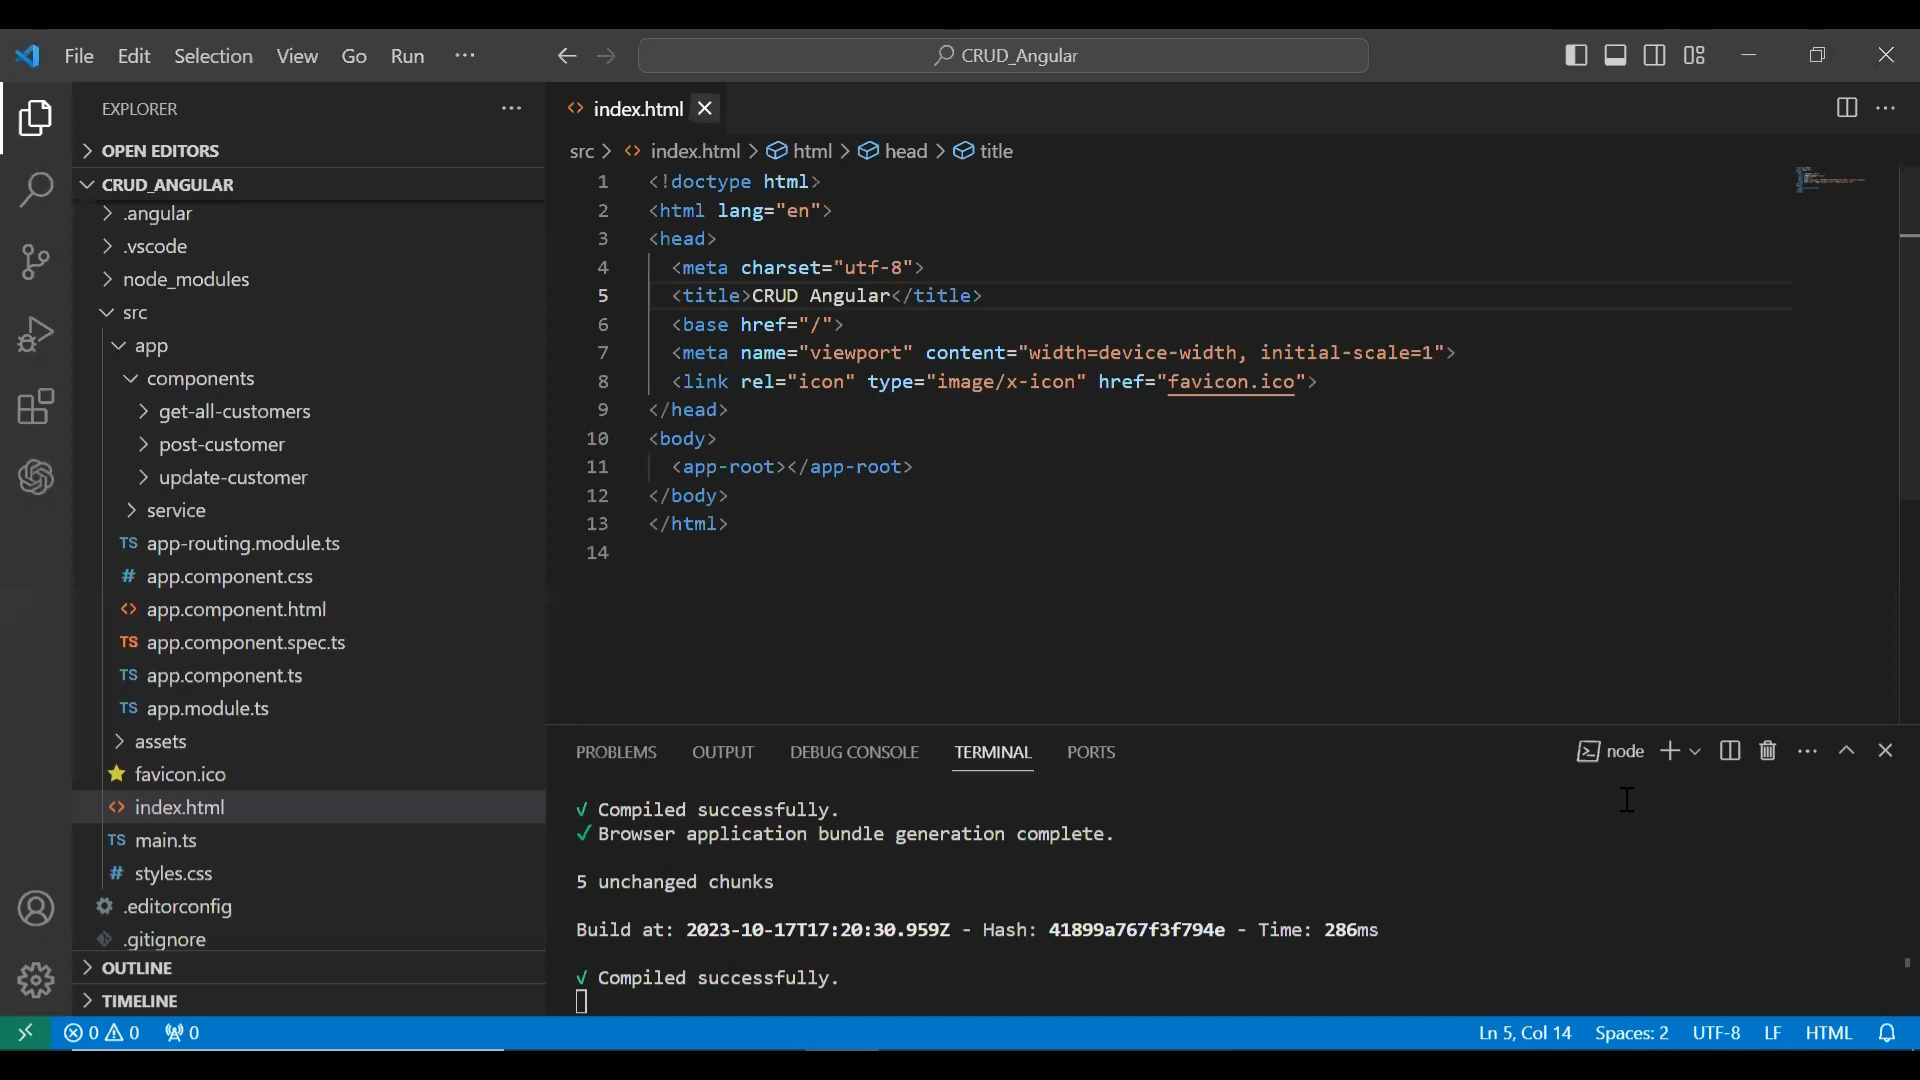 File Edit Selection View Go Run ···
CRUD_Angular
EXPLORER
OPEN EDITORS
CRUD_ANGULAR
.angular
.vscode
node_modules
src
app
components
get-all-customers
post-customer
update-customer
service
TS app-routing.module.ts
# app.component.css
<> app.component.html
TS app.component.spec.ts
TS app.component.ts
TS app.module.ts
assets
favicon.ico
<> index.html
TS main.ts
# styles.css
.editorconfig
.gitignore
OUTLINE
TIMELINE
<> index.html
src > <> index.html > html > head > title
1 <!doctype html>
2 <html lang="en">
3 <head>
4 <meta charset="utf-8">
5 <title>CRUD Angular</title>
6 <base href="/">
7 <meta name="viewport" content="width=device-width, initial-scale=1">
8 <link rel="icon" type="image/x-icon" href="favicon.ico">
9 </head>
10 <body>
11 <app-root></app-root>
12 </body>
13 </html>
14
PROBLEMS OUTPUT DEBUG CONSOLE TERMINAL PORTS
node
√ Compiled successfully.
✓ Browser application bundle generation complete.
5 unchanged chunks
Build at: 2023-10-17T17:20:30.959Z - Hash: 41899a767f3f794e - Time: 286ms
√ Compiled successfully.
0 0 0
Ln 5, Col 14 Spaces: 2 UTF-8 LF HTML